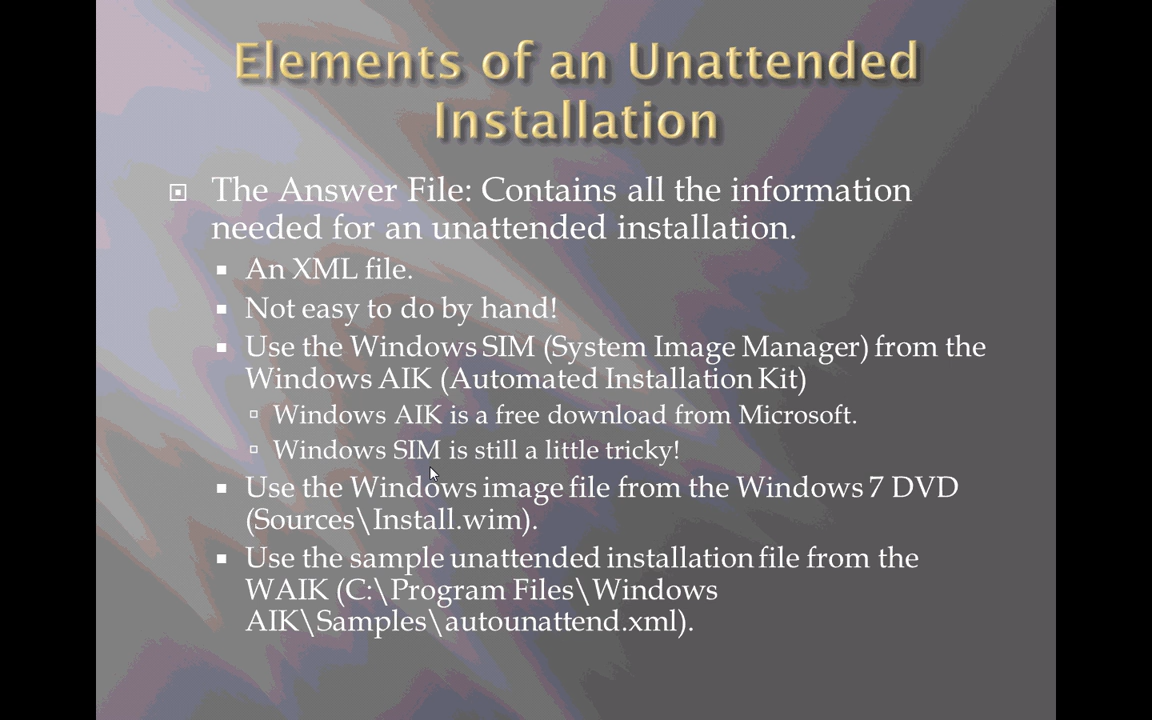 Elements of an Unattended
Installation
The Answer File: Contains all the information
needed for an unattended installation.
An XML file.
Not easy to do by hand!
Use the Windows SIM (System Image Manager) from the
Windows AIK (Automated Installation Kit)
Windows AIK is a free download from Microsoft.
Windows SIM is still a little tricky!
Use the Windows image file from the Windows 7 DVD
(Sources\Install.wim).
Use the sample unattended installation file from the
WAIK (C:\Program Files\Windows
AIK\Samples\autounattend.xml).